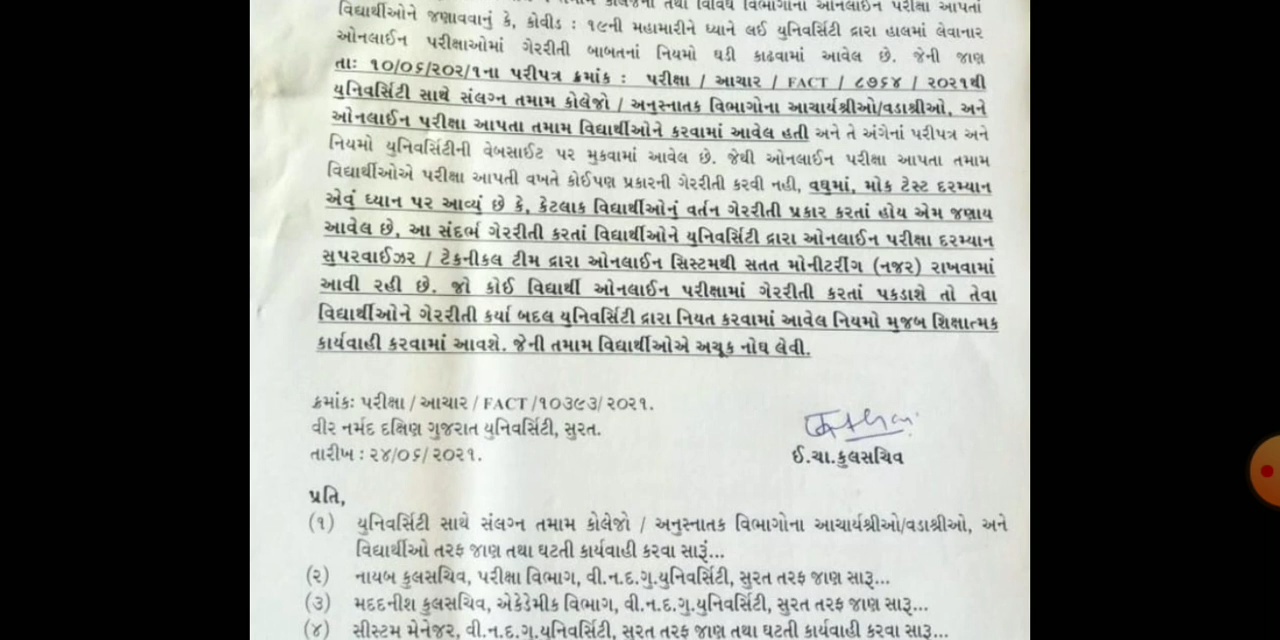 તમામ કોલેજના તથા વિવિધ વિભાગોના ઓનલાઈન પરીક્ષા આપતાં
વિદ્યાર્થીઓને જણાવવાનું કે, કોવીડ : ૧૯ની મહામારીને ધ્યાને લઈ યુનિવર્સિટી દ્રારા હાલમાં લેવાનાર
ઓનલાઈન પરીક્ષાઓમાં ગેરરીતી બાબતનાં નિયમો ઘડી કાઢવામાં આવેલ છે. જેની જાણ
તાઃ ૧૦/૦૬/૨૦૨/૧ના પરીપત્ર ક્રમાંક : પરીક્ષા / આચાર / FACT / ૮૭૬૪ / ૨૦૨૧થી
યુનિવર્સિટી સાથે સંલગ્ન તમામ કોલેજો / અનુસ્નાતક વિભાગોના આચાર્યશ્રીઓ/વડાશ્રીઓ, અને
ઓનલાઈન પરીક્ષા આપતા તમામ વિદ્યાર્થીઓને કરવામાં આવેલ હતી અને તે અંગેનાં પરીપત્ર અને
નિયમો યુનિવર્સિટીની વેબસાઈટ પર મુકવામાં આવેલ છે. જેથી ઓનલાઈન પરીક્ષા આપતા તમામ
વિદ્યાર્થીઓએ પરીક્ષા આપતી વખતે કોઈપણ પ્રકારની ગેરરીતી કરવી નહી, વધુમાં, મોક ટેસ્ટ દરમ્યાન
એવું ધ્યાન પર આવ્યું છે કે, કેટલાક વિદ્યાર્થીઓનું વર્તન ગેરરીતી પ્રકાર કરતાં હોય એમ જણાય
આવેલ છે, આ સંદર્ભ ગેરરીતી કરતાં વિદ્યાર્થીઓને યુનિવર્સિટી દ્રારા ઓનલાઈન પરીક્ષા દરમ્યાન
સુપરવાઈઝર / ટેકનીકલ ટીમ દ્રારા ઓનલાઈન સિસ્ટમથી સતત મોનીટરીંગ (નજર) રાખવામાં
આવી રહી છે. જો કોઈ વિદ્યાર્થી ઓનલાઈન પરીક્ષામાં ગેરરીતી કરતાં પકડાશે તો તેવા
વિદ્યાર્થીઓને ગેરરીતી કર્યા બદલ યુનિવર્સિટી દ્રારા નિયત કરવામાં આવેલ નિયમો મુજબ શિક્ષાત્મક
કાર્યવાહી કરવામાં આવશે. જેની તમામ વિદ્યાર્થીઓએ અચૂક નોઘ લેવી.
ક્રમાંકઃ પરીક્ષા / આચાર / FACT /૧૦૩૯૩/ ૨૦૨૧.
વીર નર્મદ દક્ષિણ ગુજરાત યુનિવર્સિટી, સુરત.
તારીખ : ૨૪/૦૬/૨૦૨૧.
ઈ.ચા.કુલસચિવ
પ્રતિ,
(૧) યુનિવર્સિટી સાથે સંલગ્ન તમામ કોલેજો / અનુસ્નાતક વિભાગોના આચાર્યશ્રીઓ/વડાશ્રીઓ, અને
વિદ્યાર્થીઓ તરફ જાણ તથા ઘટતી કાર્યવાહી કરવા સારૂં...
(૨) નાયબ કુલસચિવ, પરીક્ષા વિભાગ, વી.ન.દ.ગુ.યુનિવર્સિટી, સુરત તરફ જાણ સારૂ...
(૩) મદદનીશ કુલસચિવ, એકેડેમીક વિભાગ, વી.ન.દ.ગુ.યુનિવર્સિટી, સુરત તરફ જાણ સારૂ...
(૪) સીસ્ટમ મેનેજર, વી.ન.દ.ગુ.યુનિવર્સિટી, સુરત તરફ જાણ તથા ઘટતી કાર્યવાહી કરવા સારૂ...